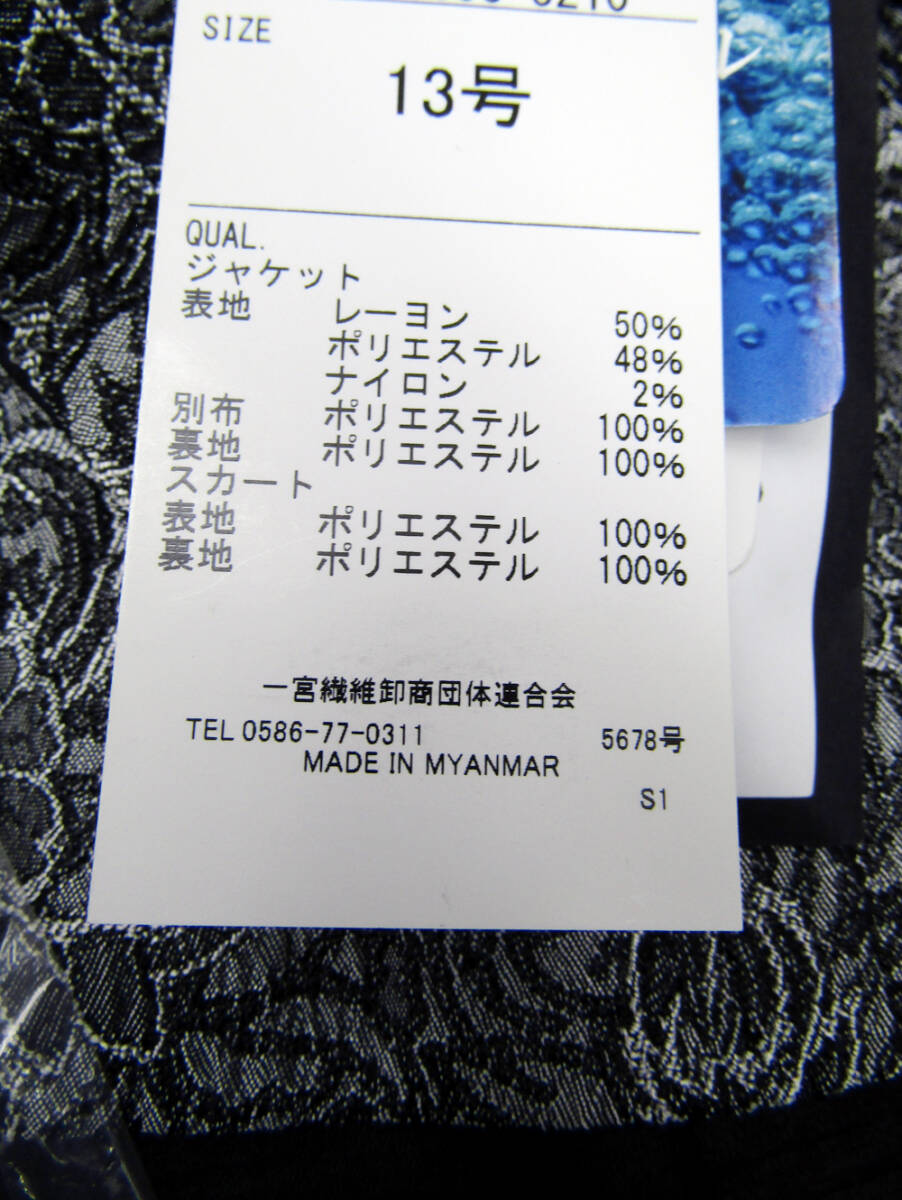 SIZE
13号
QUAL.
ジャケット
表地 レーヨン 50%
ポリエステル 48%
ナイロン 2%
別布 ポリエステル 100%
裏地 ポリエステル 100%
スカート
表地 ポリエステル 100%
裏地 ポリエステル 100%
一宮繊維卸商団体連合会
TEL 0586-77-0311 5678号
MADE IN MYANMAR
S1